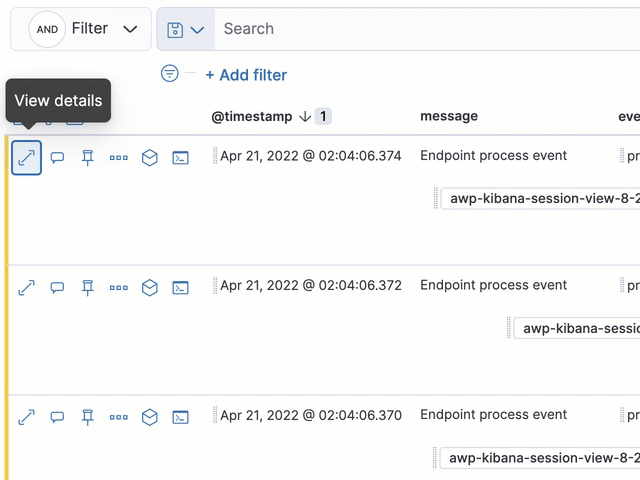 AND Filter Search
+ Add filter
View details
@timestamp 1 message eve
Apr 21, 2022 @ 02:04:06.374 Endpoint process event pr
awp-kibana-session-view-8-2
Apr 21, 2022 @ 02:04:06.372 Endpoint process event pr
awp-kibana-sessio
Apr 21, 2022 @ 02:04:06.370 Endpoint process event pr
awp-kibana-session-view-8-2